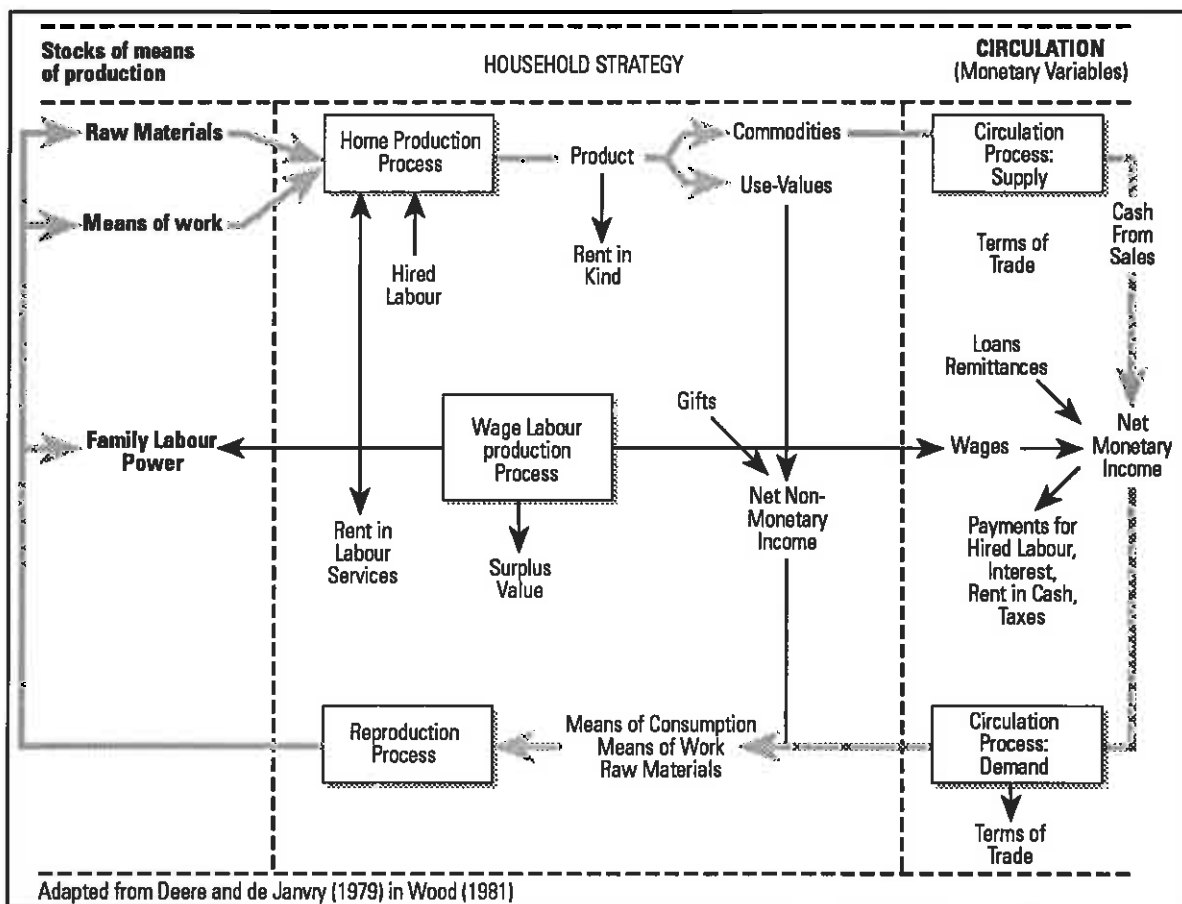 Stocks of means
of production
HOUSEHOLD STRATEGY
CIRCULATION
(Monetary Variables)
Raw Materials
Means of work
Family Labour
Power
Home Production
Process
Hired
Labour
Product
Rent in
Kind
Commodities
Use-Values
Circulation
Process:
Supply
Terms of
Trade
Cash
From
Sales
Loans
Remittances
Gifts
Wage Labour
production
Process
Wages
Net
Monetary
Income
Rent in
Labour
Services
Surplus
Value
Net Non-
Monetary
Income
Payments for
Hired Labour,
Interest,
Rent in Cash,
Taxes
Reproduction
Process
Means of Consumption
Means of Work
Raw Materials
Circulation
Process:
Demand
Terms of
Trade
Adapted from Deere and de Janvry (1979) in Wood (1981)